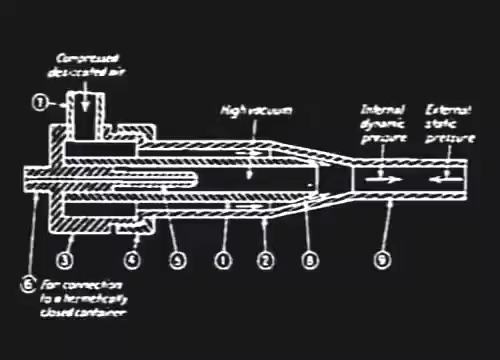 Compressed
desiccated air
7
High vacuum
Internal
dynamic
pressure
External
static
pressure
3
4
5
1
2
8
9
6
For connection
to a hermetically
closed container